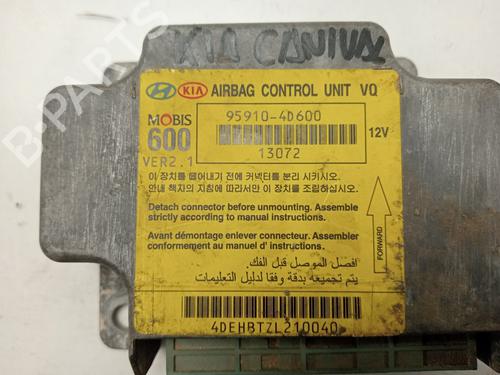 KIA CANIVAL
HYUNDAI KIA AIRBAG CONTROL UNIT VQ
MOBIS
600
VER2.1
95910-4D600
13072
12V
이 장치를 떼어내기 전에 커넥터를 분리 시키시오.
안내 책자의 지침에 따라서만 이 장치를 조립하십시오.
Detach connector before unmounting. Assemble
strictly according to manual instructions.
Avant démontage enlever connecteur. Assembler
conformement au manuel d' instructions.
افصل الموصل قبل الفك.
يتم تجميعه بدقة وفقا لدليل التعليمات
FORWARD
4DEHBTZL210040
B-PARTS